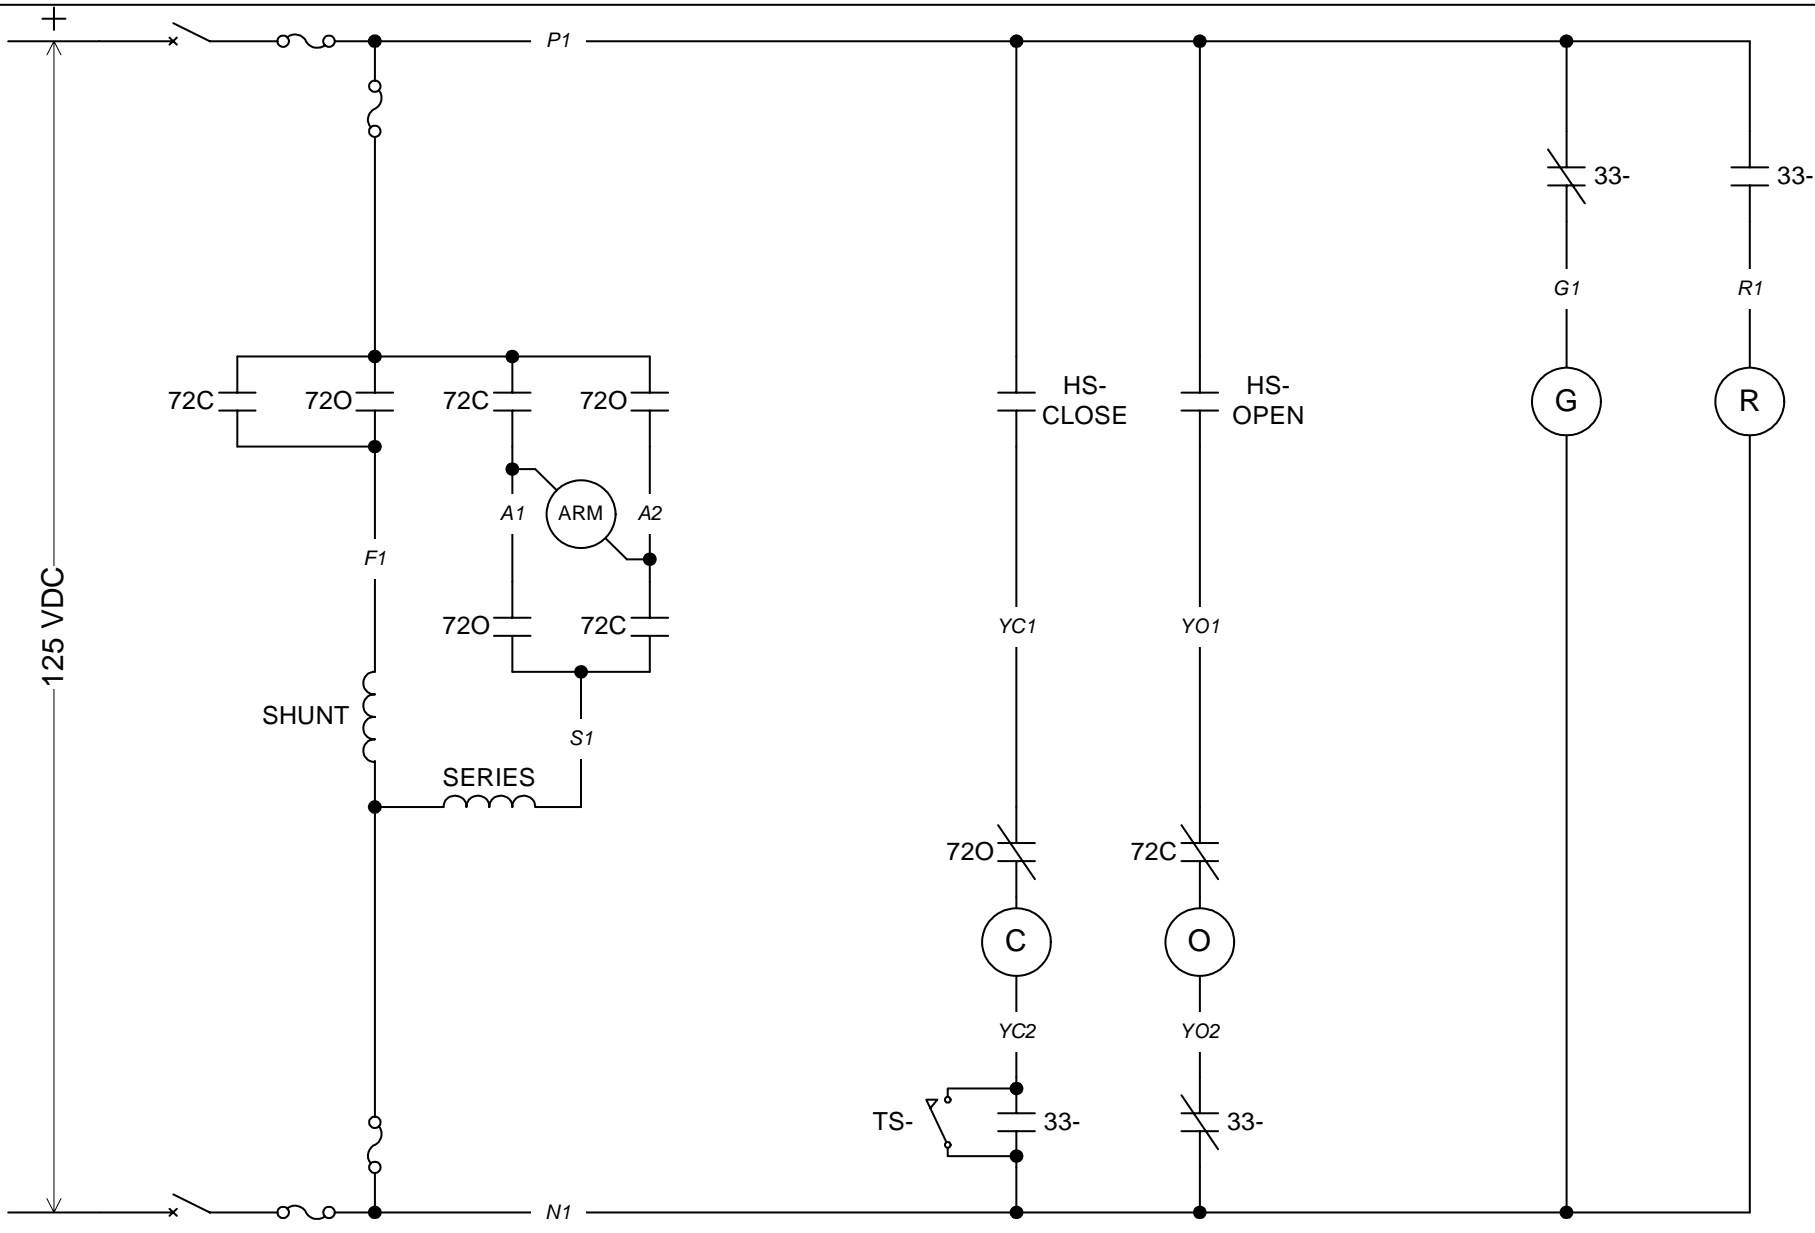 +
P1
33-
33-
G1
R1
72C
72O
72C
72O
HS-
CLOSE
HS-
OPEN
G
R
A1
ARM
A2
F1
125 VDC
72O
72C
YC1
YO1
SHUNT
S1
SERIES
72O
72C
C
O
YC2
YO2
TS-
33-
33-
N1